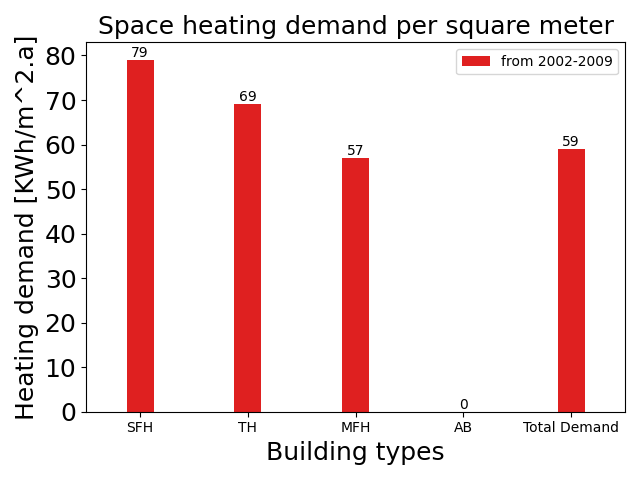 Space heating demand per square meter
from 2002-2009
Heating demand [KWh/m^2.a]
80
70
60
50
40
30
20
10
0
79
69
57
0
59
SFH TH MFH AB Total Demand
Building types